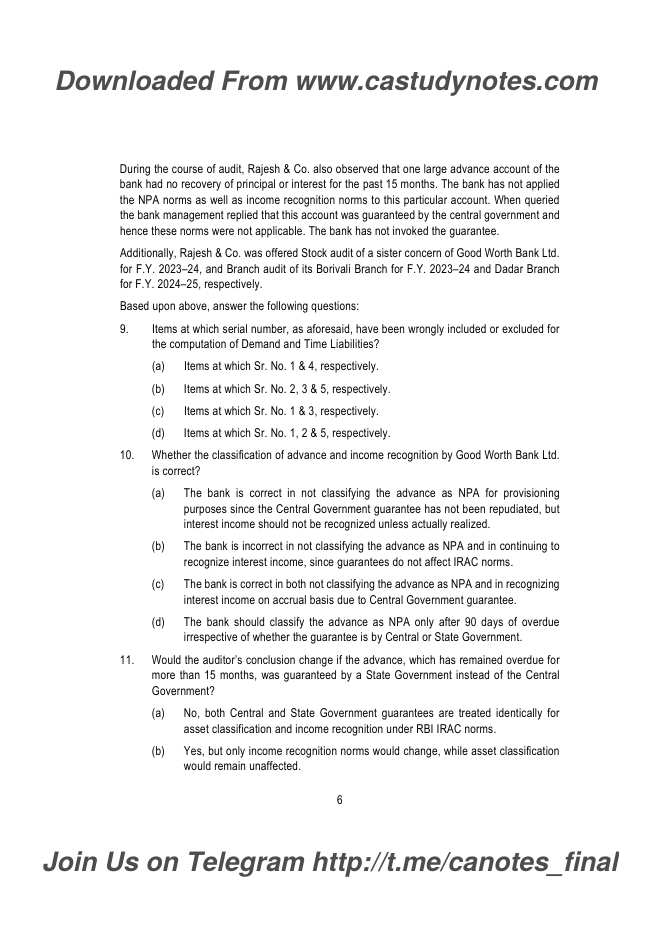 Downloaded From www.castudynotes.com
During the course of audit, Rajesh & Co. also observed that one large advance account of the
bank had no recovery of principal or interest for the past 15 months. The bank has not applied
the NPA norms as well as income recognition norms to this particular account. When queried
the bank management replied that this account was guaranteed by the central government and
hence these norms were not applicable. The bank has not invoked the guarantee.
Additionally, Rajesh & Co. was offered Stock audit of a sister concern of Good Worth Bank Ltd.
for F.Y. 2023–24, and Branch audit of its Borivali Branch for F.Y. 2023–24 and Dadar Branch
for F.Y. 2024–25, respectively.
Based upon above, answer the following questions:
9. Items at which serial number, as aforesaid, have been wrongly included or excluded for
the computation of Demand and Time Liabilities?
(a) Items at which Sr. No. 1 & 4, respectively.
(b) Items at which Sr. No. 2, 3 & 5, respectively.
(c) Items at which Sr. No. 1 & 3, respectively.
(d) Items at which Sr. No. 1, 2 & 5, respectively.
10. Whether the classification of advance and income recognition by Good Worth Bank Ltd.
is correct?
(a) The bank is correct in not classifying the advance as NPA for provisioning
purposes since the Central Government guarantee has not been repudiated, but
interest income should not be recognized unless actually realized.
(b) The bank is incorrect in not classifying the advance as NPA and in continuing to
recognize interest income, since guarantees do not affect IRAC norms.
(c) The bank is correct in both not classifying the advance as NPA and in recognizing
interest income on accrual basis due to Central Government guarantee.
(d) The bank should classify the advance as NPA only after 90 days of overdue
irrespective of whether the guarantee is by Central or State Government.
11. Would the auditor's conclusion change if the advance, which has remained overdue for
more than 15 months, was guaranteed by a State Government instead of the Central
Government?
(a) No, both Central and State Government guarantees are treated identically for
asset classification and income recognition under RBI IRAC norms.
(b) Yes, but only income recognition norms would change, while asset classification
would remain unaffected.
6
Join Us on Telegram http://t.me/canotes_final